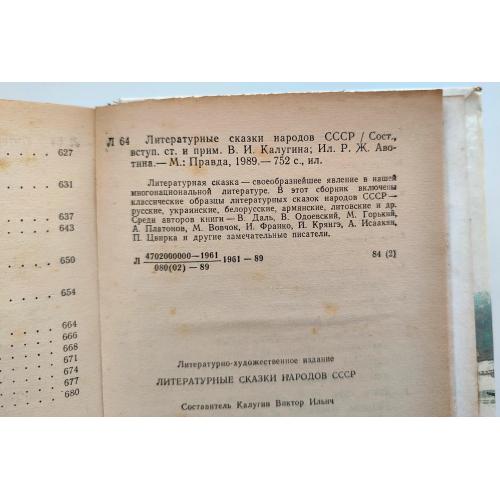 627
631
637
643
650
654
664
666
668
671
674
677
680
Л 64 Литературные сказки народов СССР / Сост.,
вступ. ст. и прим. В. И. Калугина; Ил. Р. Ж. Аво-
тина.— М.: Правда, 1989.— 752 с., ил.
Литературная сказка — своеобразнейшее явление в нашей
многонациональной литературе. В этот сборник включены
классические образцы литературных сказок народов СССР —
русские, украинские, белорусские, армянские, литовские и др.
Среди авторов книги — В. Даль, В. Одоевский, М. Горький,
А. Платонов, М. Вовчок, И. Франко, И. Крянгэ, А. Исаакян,
П. Цвирка и другие замечательные писатели.
Л 4702000000—1961 1961—89 84 (2)
080(02)—89
Литературно-художественное издание
ЛИТЕРАТУРНЫЕ СКАЗКИ НАРОДОВ СССР
Составитель Калугин Виктор Ильич